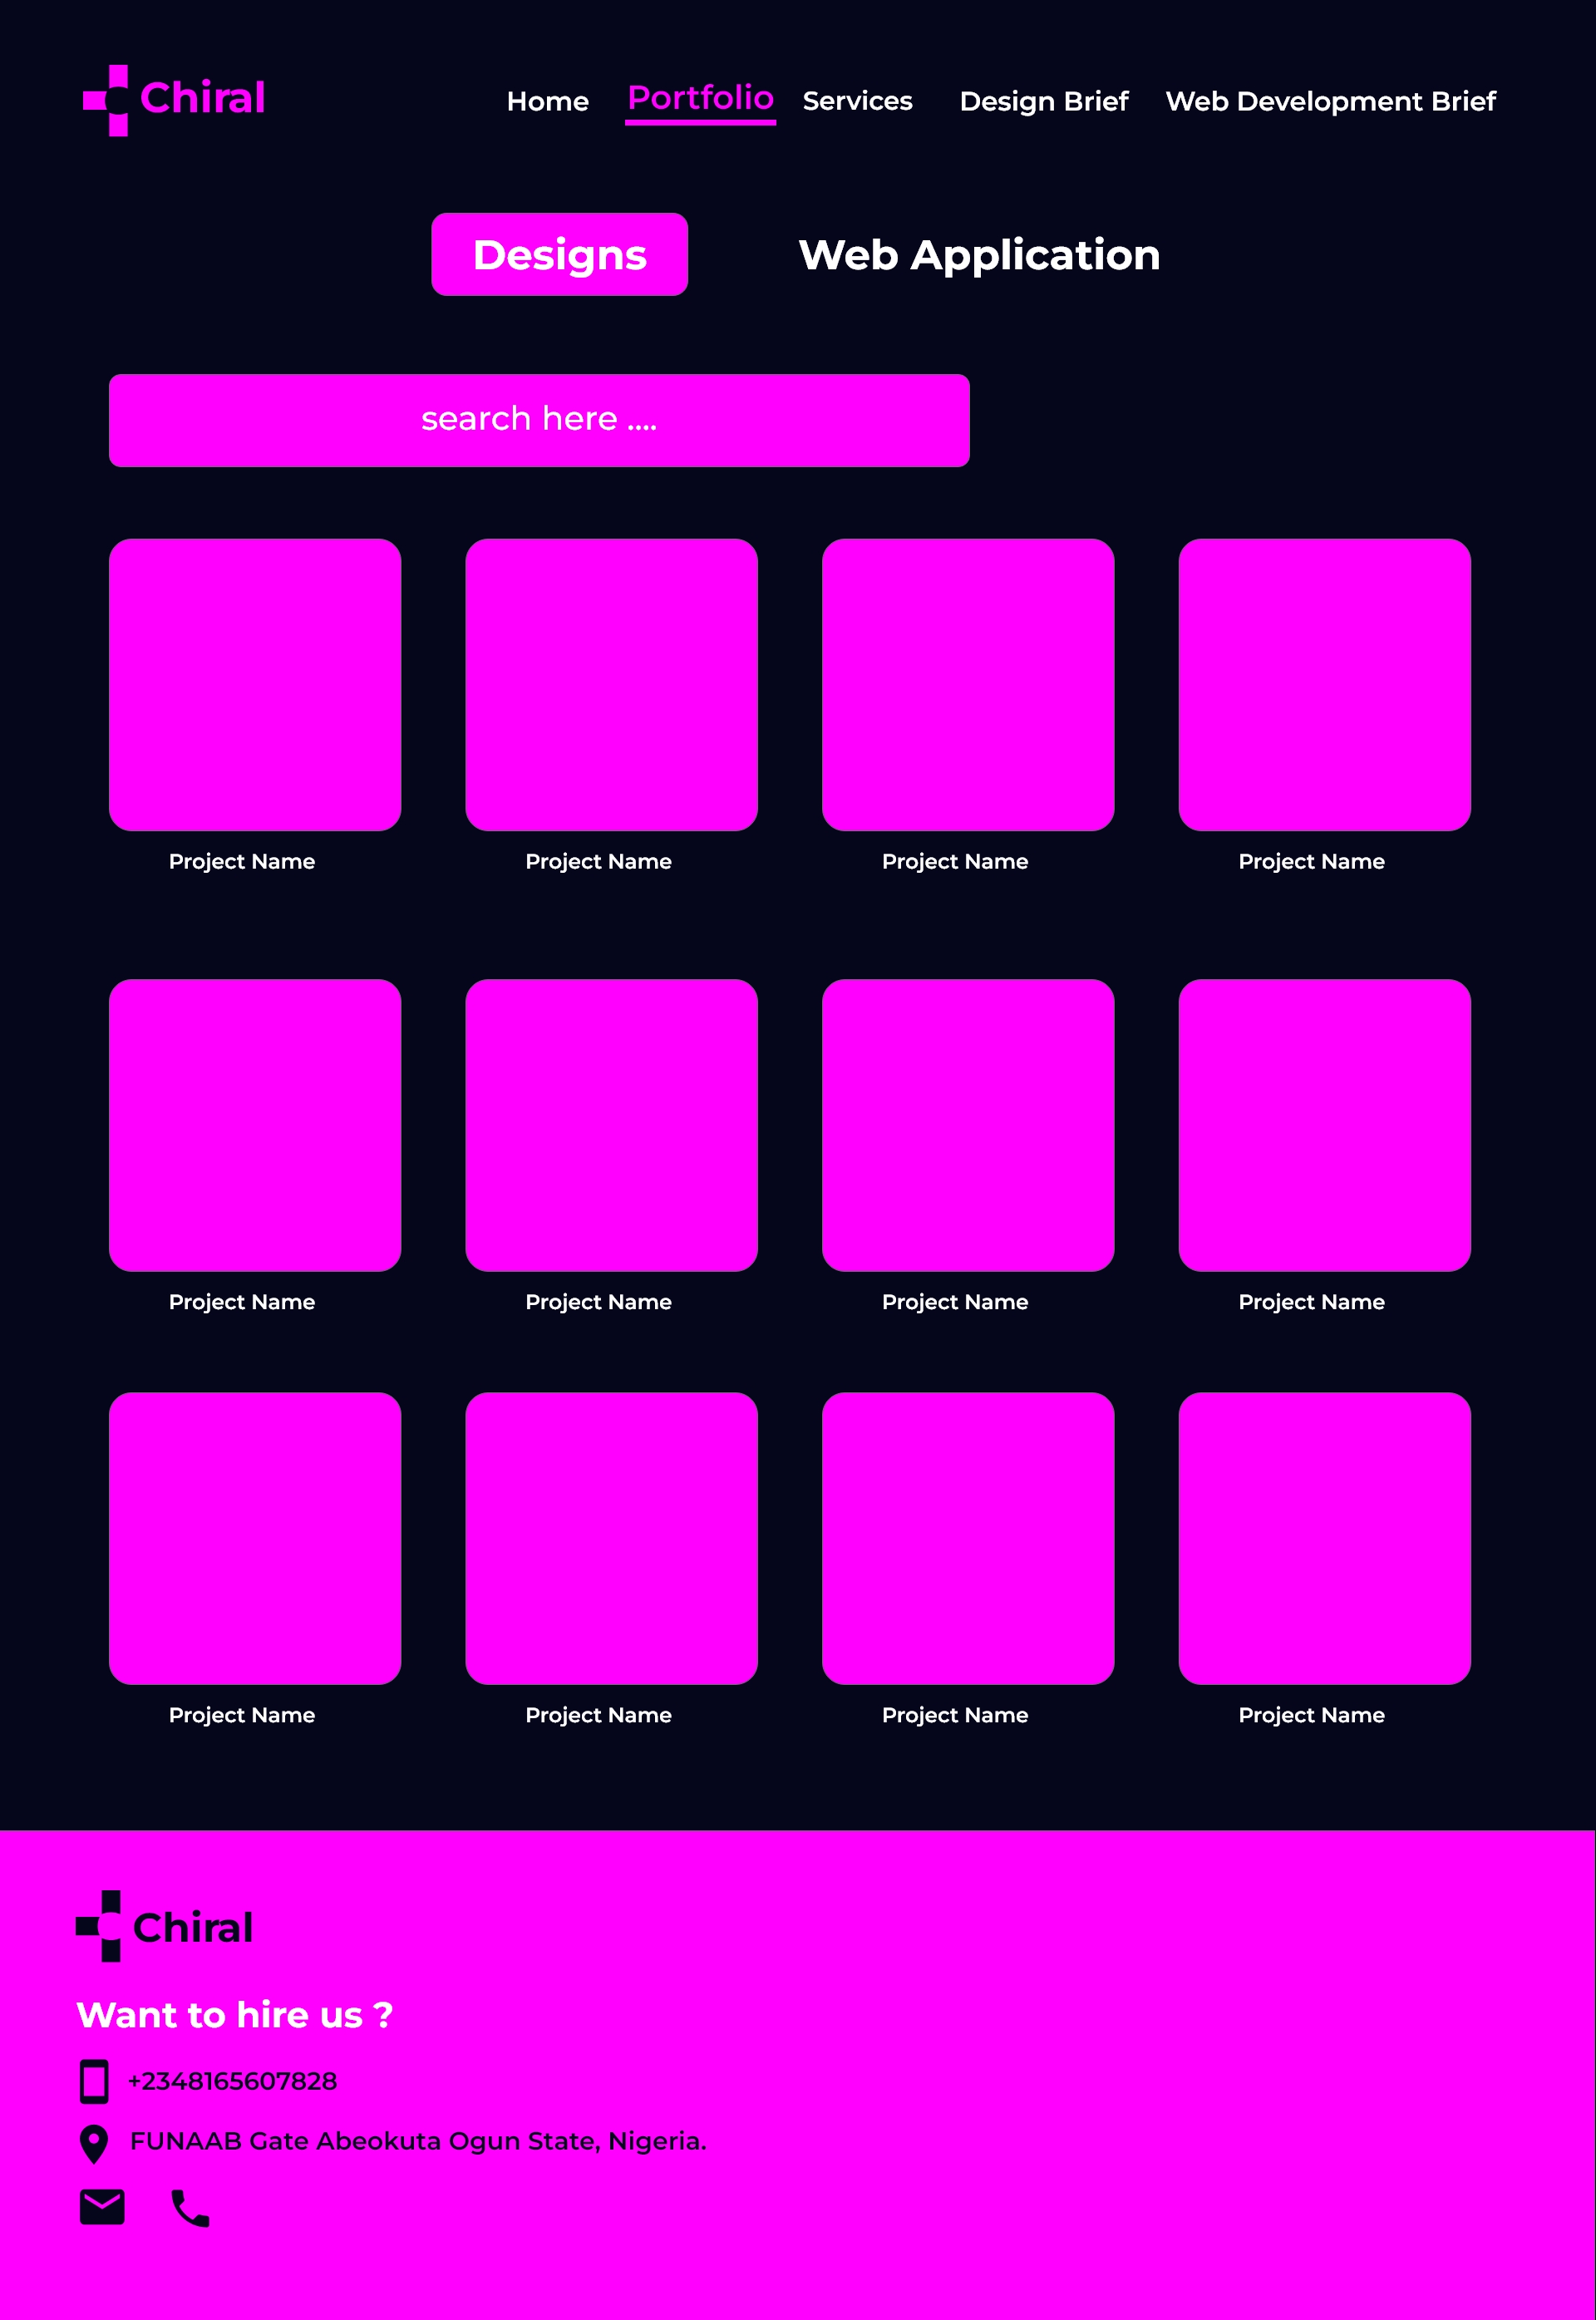 Chiral
Home Portfolio Services Design Brief Web Development Brief
Designs Web Application
search here ....
Project Name Project Name Project Name Project Name
Project Name Project Name Project Name Project Name
Project Name Project Name Project Name Project Name
Chiral
Want to hire us ?
+2348165607828
FUNAAB Gate Abeokuta Ogun State, Nigeria.